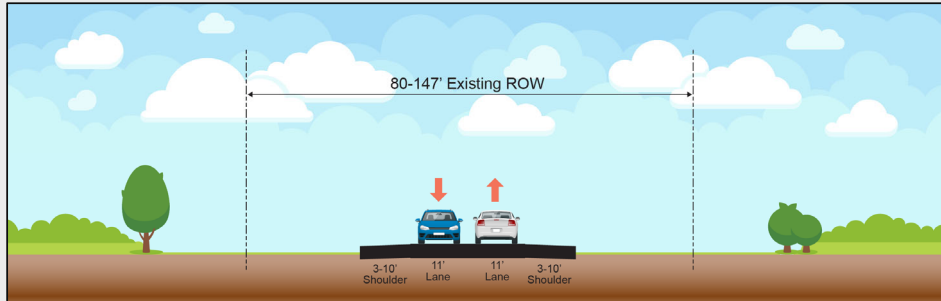 80-147' Existing ROW
3-10' Shoulder
11' Lane
11' Lane
3-10' Shoulder